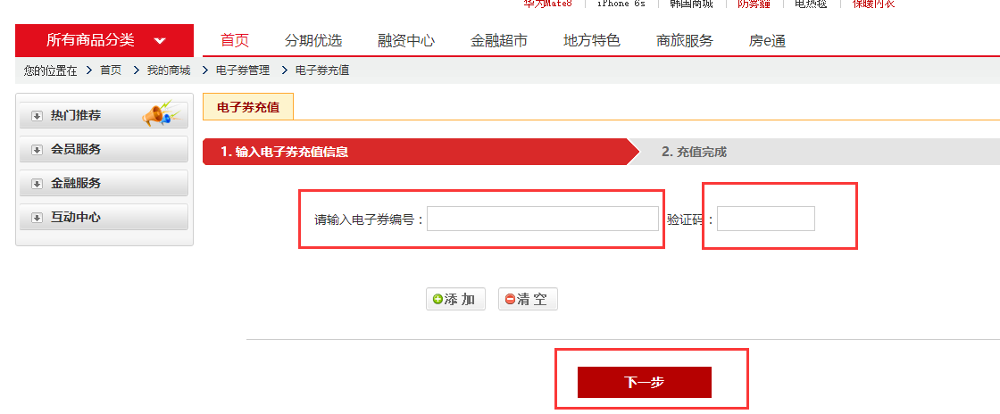 华为Mate8 iPhone 6s 韩国商城 防雾霾 电热毯 保暖内衣
所有商品分类 首页 分期优选 融资中心 金融超市 地方特色 商旅服务 房e通
您的位置在 首页 我的商城 电子券管理 电子券充值
热门推荐
会员服务
金融服务
互动中心
电子券充值
1. 输入电子券充值信息 2. 充值完成
请输入电子券编号： 验证码：
添 加 清 空
下一步